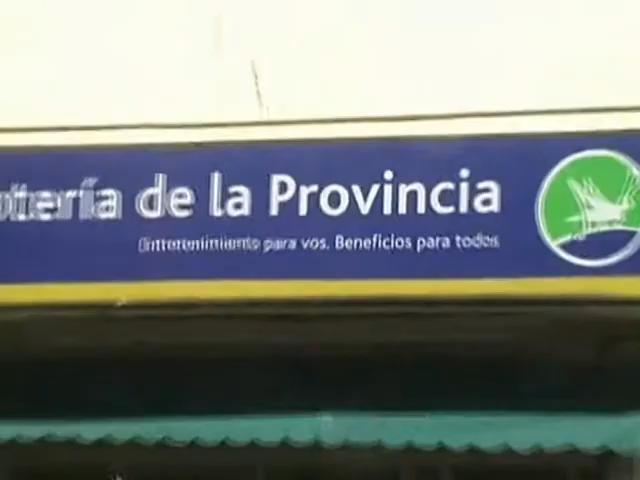 otería de la Provincia
Entretenimiento para vos. Beneficios para todos